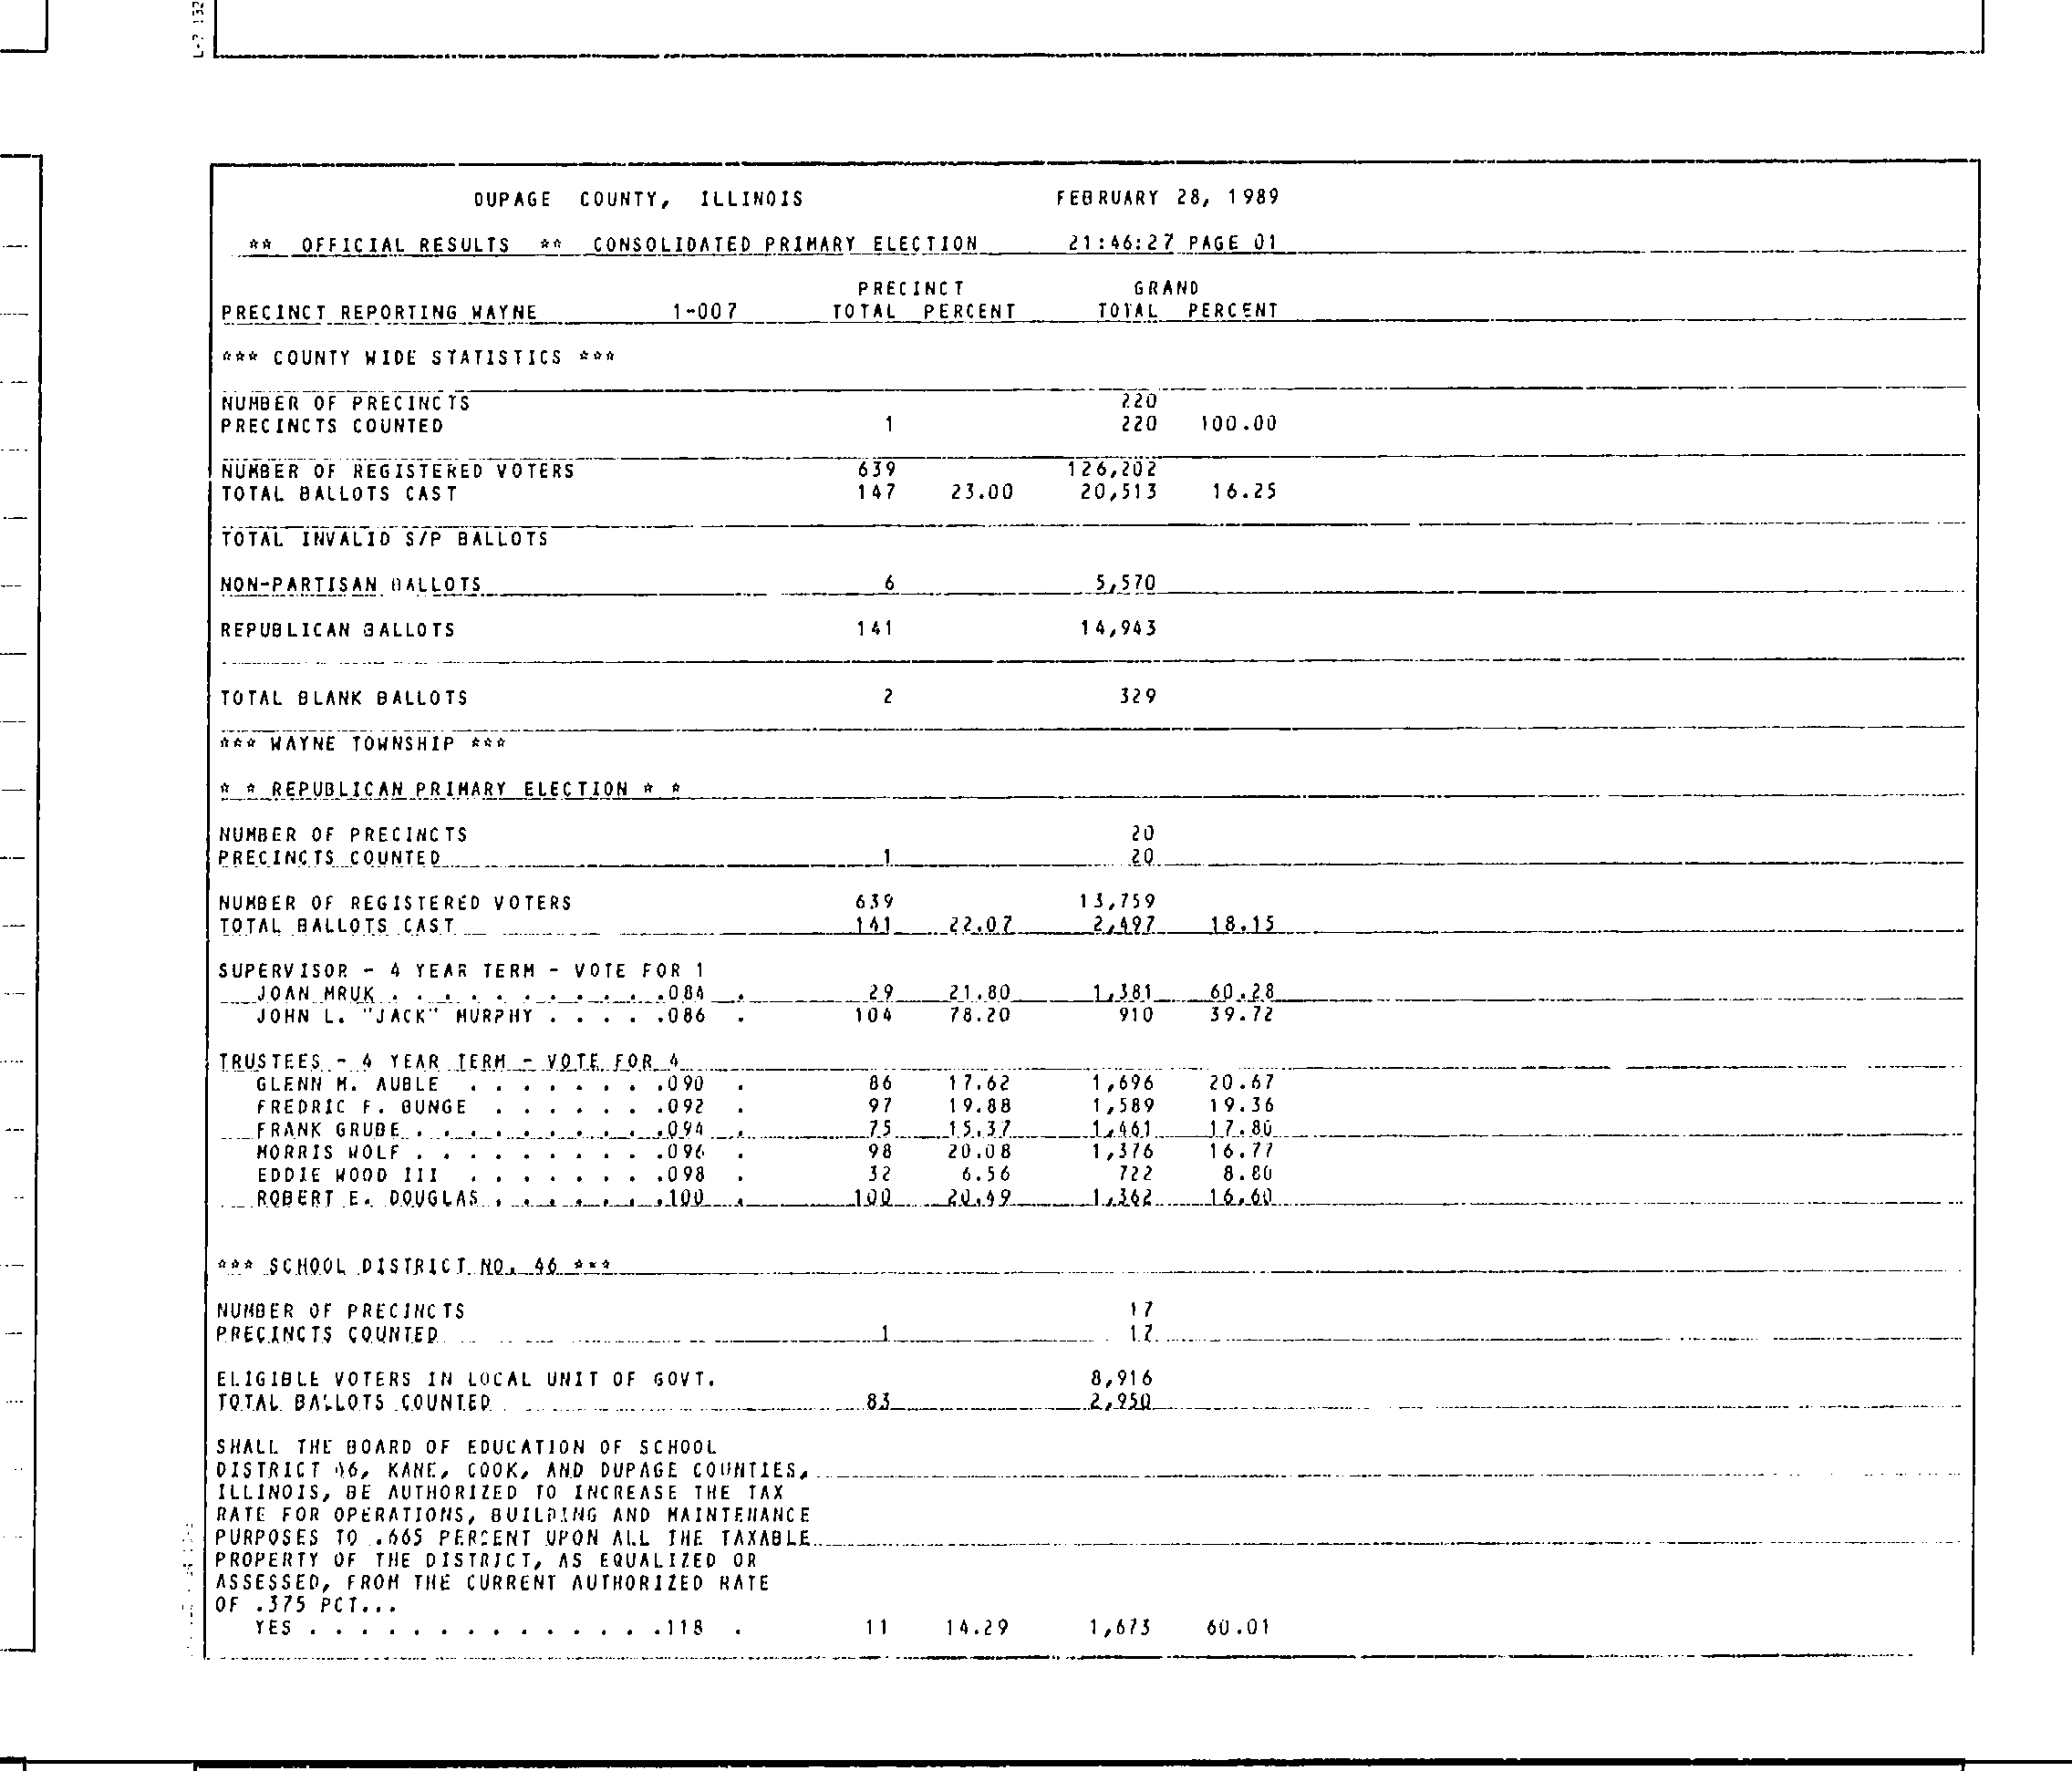 DUPAGE COUNTY, ILLINOIS FEBRUARY 28, 1989
** OFFICIAL RESULTS ** CONSOLIDATED PRIMARY ELECTION 21:46:27 PAGE 01
PRECINCT GRAND
PRECINCT REPORTING WAYNE 1-007 TOTAL PERCENT TOTAL PERCENT
*** COUNTY WIDE STATISTICS ***
NUMBER OF PRECINCTS 220
PRECINCTS COUNTED 1 220 100.00
NUMBER OF REGISTERED VOTERS 639 126,202
TOTAL BALLOTS CAST 147 23.00 20,513 16.25
TOTAL INVALID S/P BALLOTS
NON-PARTISAN BALLOTS 6 5,570
REPUBLICAN BALLOTS 141 14,943
TOTAL BLANK BALLOTS 2 329
*** WAYNE TOWNSHIP ***
* * REPUBLICAN PRIMARY ELECTION * *
NUMBER OF PRECINCTS 20
PRECINCTS COUNTED 1 20
NUMBER OF REGISTERED VOTERS 639 13,759
TOTAL BALLOTS CAST 141 22.07 2,497 18.15
SUPERVISOR - 4 YEAR TERM - VOTE FOR 1
JOAN MRUK . . . . . . . . . . .084 . 29 21.80 1,381 60.28
JOHN L. "JACK" MURPHY . . . . .086 . 104 78.20 910 39.72
TRUSTEES - 4 YEAR TERM - VOTE FOR 4
GLENN M. AUBLE . . . . . . . .090 . 86 17.62 1,696 20.67
FREDRIC F. BUNGE . . . . . . .092 . 97 19.88 1,589 19.36
FRANK GRUBE . . . . . . . . . .094 . 75 15.37 1,461 17.80
MORRIS WOLF . . . . . . . . . .096 . 98 20.08 1,376 16.77
EDDIE WOOD III . . . . . . . .098 . 32 6.56 722 8.80
ROBERT E. DOUGLAS . . . . . . .100 . 100 20.49 1,362 16.60
*** SCHOOL DISTRICT NO. 46 ***
NUMBER OF PRECINCTS 17
PRECINCTS COUNTED 1 17
ELIGIBLE VOTERS IN LOCAL UNIT OF GOVT. 8,916
TOTAL BALLOTS COUNTED 83 2,950
SHALL THE BOARD OF EDUCATION OF SCHOOL
DISTRICT 46, KANE, COOK, AND DUPAGE COUNTIES,
ILLINOIS, BE AUTHORIZED TO INCREASE THE TAX
RATE FOR OPERATIONS, BUILDING AND MAINTENANCE
PURPOSES TO .665 PERCENT UPON ALL THE TAXABLE
PROPERTY OF THE DISTRICT, AS EQUALIZED OR
ASSESSED, FROM THE CURRENT AUTHORIZED RATE
OF .375 PCT...
YES . . . . . . . . . . . . . .118 . 11 14.29 1,673 60.01